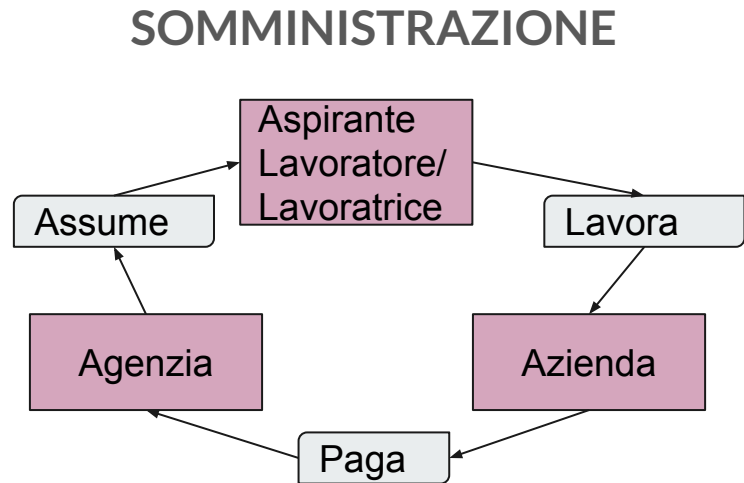 SOMMINISTRAZIONE
Aspirante
Lavoratore/
Lavoratrice
Assume
Lavora
Agenzia
Azienda
Paga